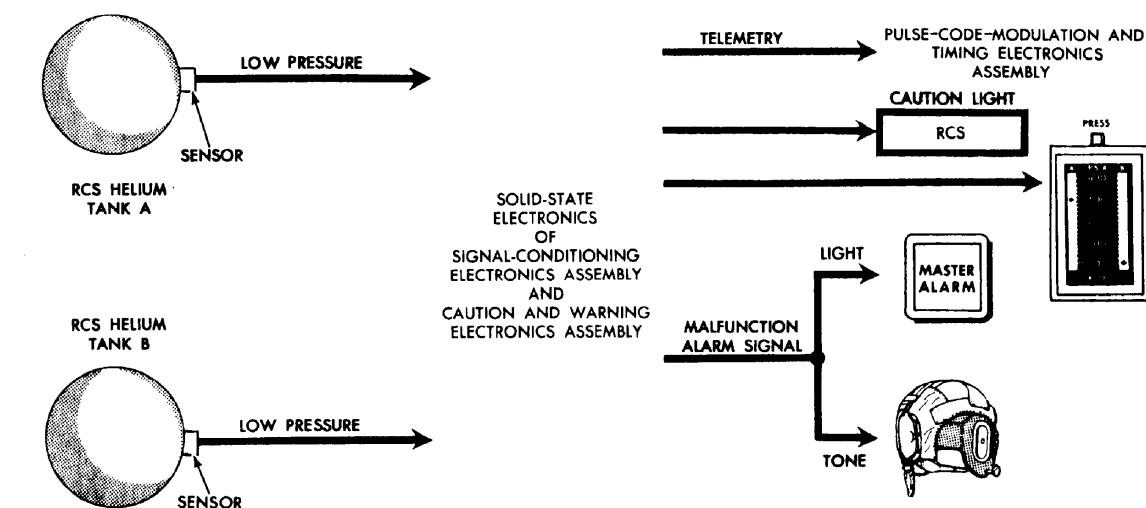 LOW PRESSURE
SENSOR
RCS HELIUM
TANK A
RCS HELIUM
TANK B
LOW PRESSURE
SENSOR
SOLID-STATE
ELECTRONICS
OF
SIGNAL-CONDITIONING
ELECTRONICS ASSEMBLY
AND
CAUTION AND WARNING
ELECTRONICS ASSEMBLY
TELEMETRY
PULSE-CODE-MODULATION AND
TIMING ELECTRONICS
ASSEMBLY
CAUTION LIGHT
RCS
PRESS
LIGHT
MASTER
ALARM
MALFUNCTION
ALARM SIGNAL
TONE